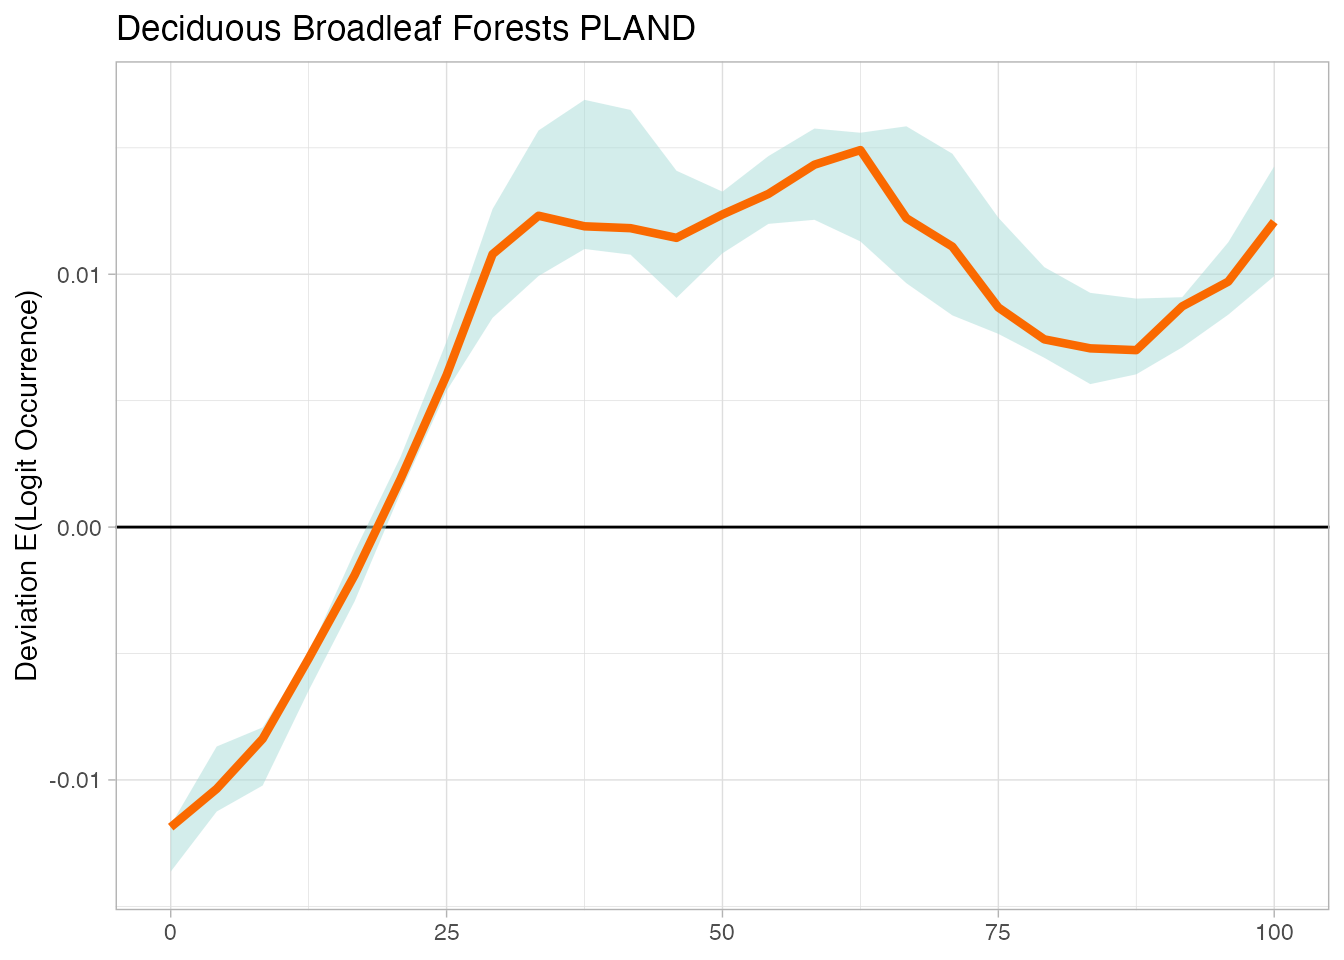 Deciduous Broadleaf Forests PLAND
Deviation E(Logit Occurrence)
0.01
0.00
-0.01
0 25 50 75 100